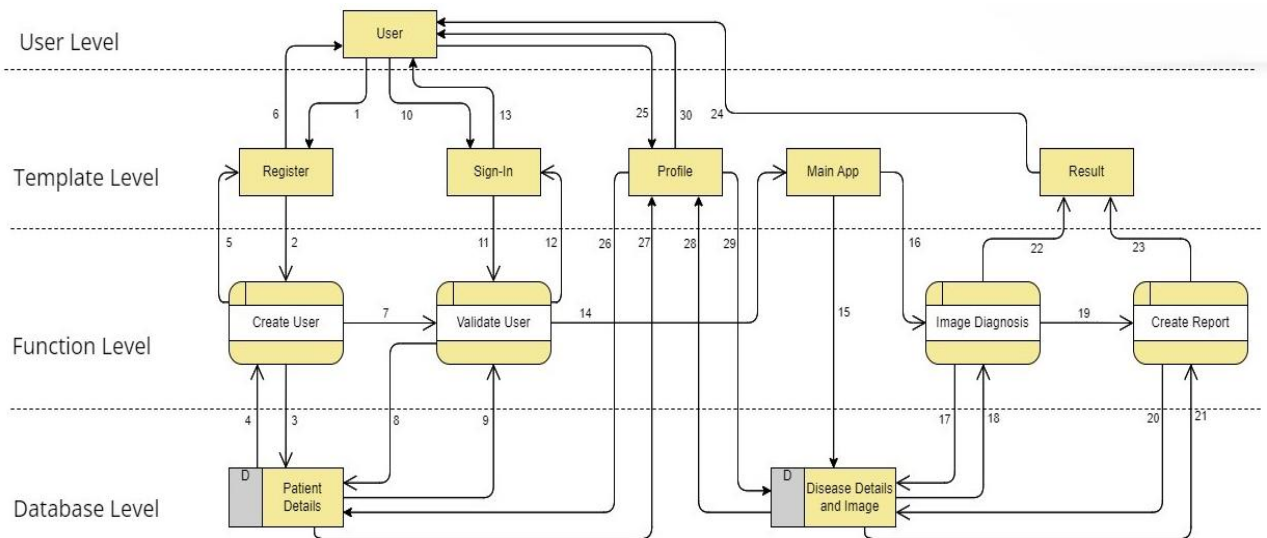 User Level
User
6
1
10
13
25
30
24
Template Level
Register
Sign-In
Profile
Main App
Result
5
2
11
12
26
27
28
29
16
22
23
Function Level
Create User
7
Validate User
14
15
Image Diagnosis
19
Create Report
4
3
8
9
17
18
20
21
Database Level
D
Patient
Details
D
Disease Details
and Image